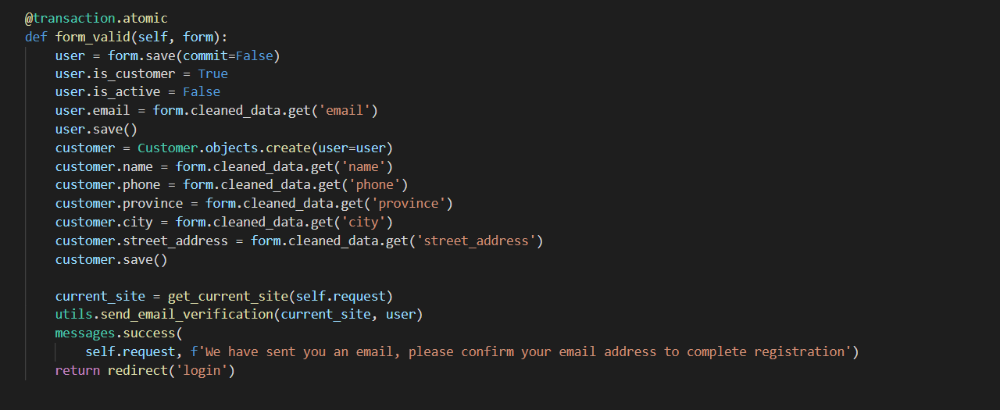 @transaction.atomic
def form_valid(self, form):
    user = form.save(commit=False)
    user.is_customer = True
    user.is_active = False
    user.email = form.cleaned_data.get('email')
    user.save()
    customer = Customer.objects.create(user=user)
    customer.name = form.cleaned_data.get('name')
    customer.phone = form.cleaned_data.get('phone')
    customer.province = form.cleaned_data.get('province')
    customer.city = form.cleaned_data.get('city')
    customer.street_address = form.cleaned_data.get('street_address')
    customer.save()

    current_site = get_current_site(self.request)
    utils.send_email_verification(current_site, user)
    messages.success(
        self.request, f'We have sent you an email, please confirm your email address to complete registration')
    return redirect('login')